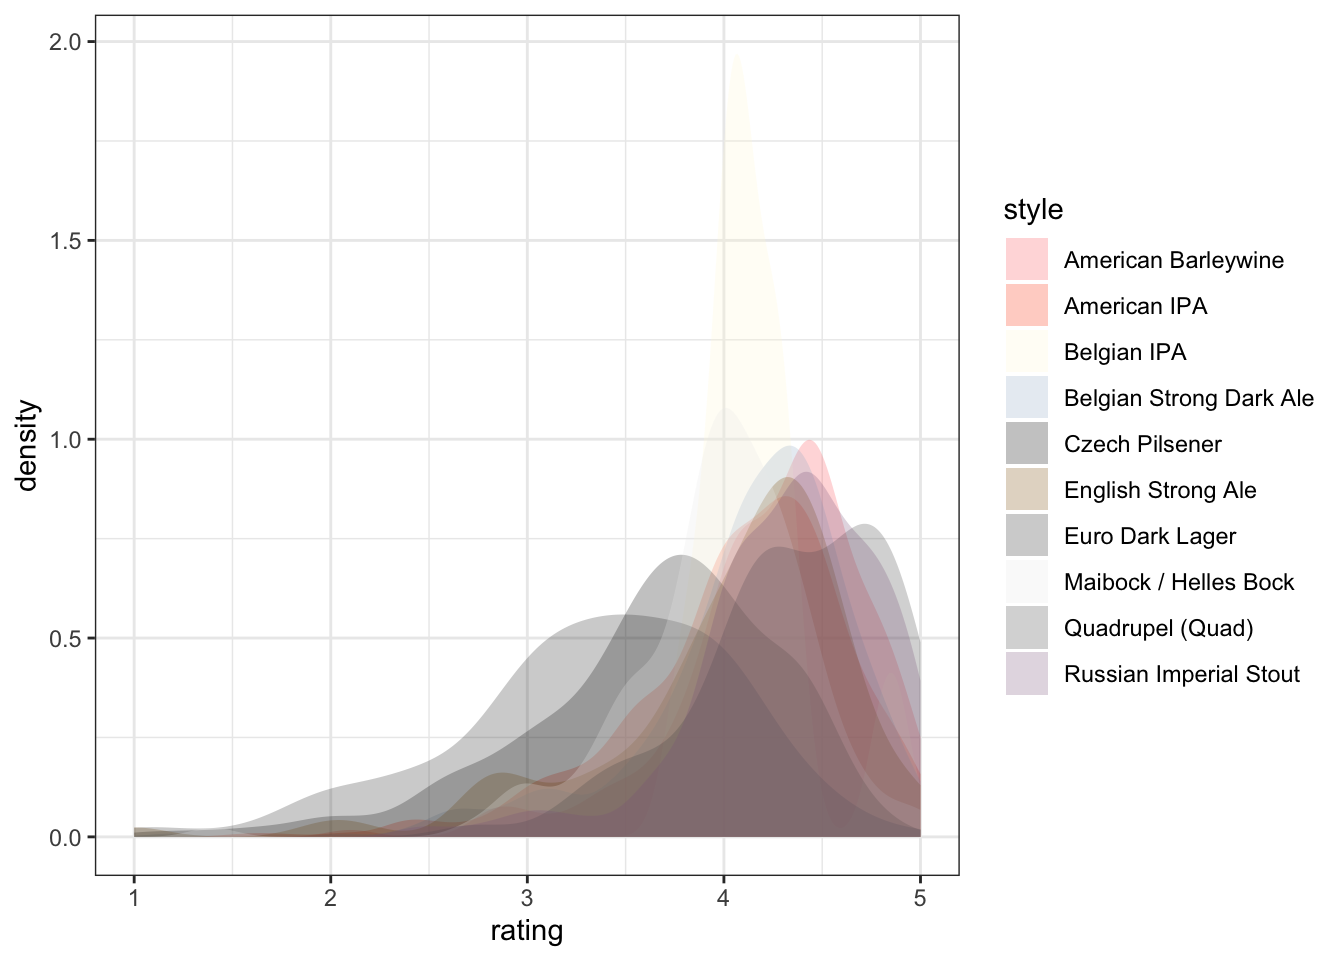 2.0
1.5
1.0
0.5
0.0
density
1 2 3 4 5
rating
style
American Barleywine
American IPA
Belgian IPA
Belgian Strong Dark Ale
Czech Pilsener
English Strong Ale
Euro Dark Lager
Maibock / Helles Bock
Quadrupel (Quad)
Russian Imperial Stout